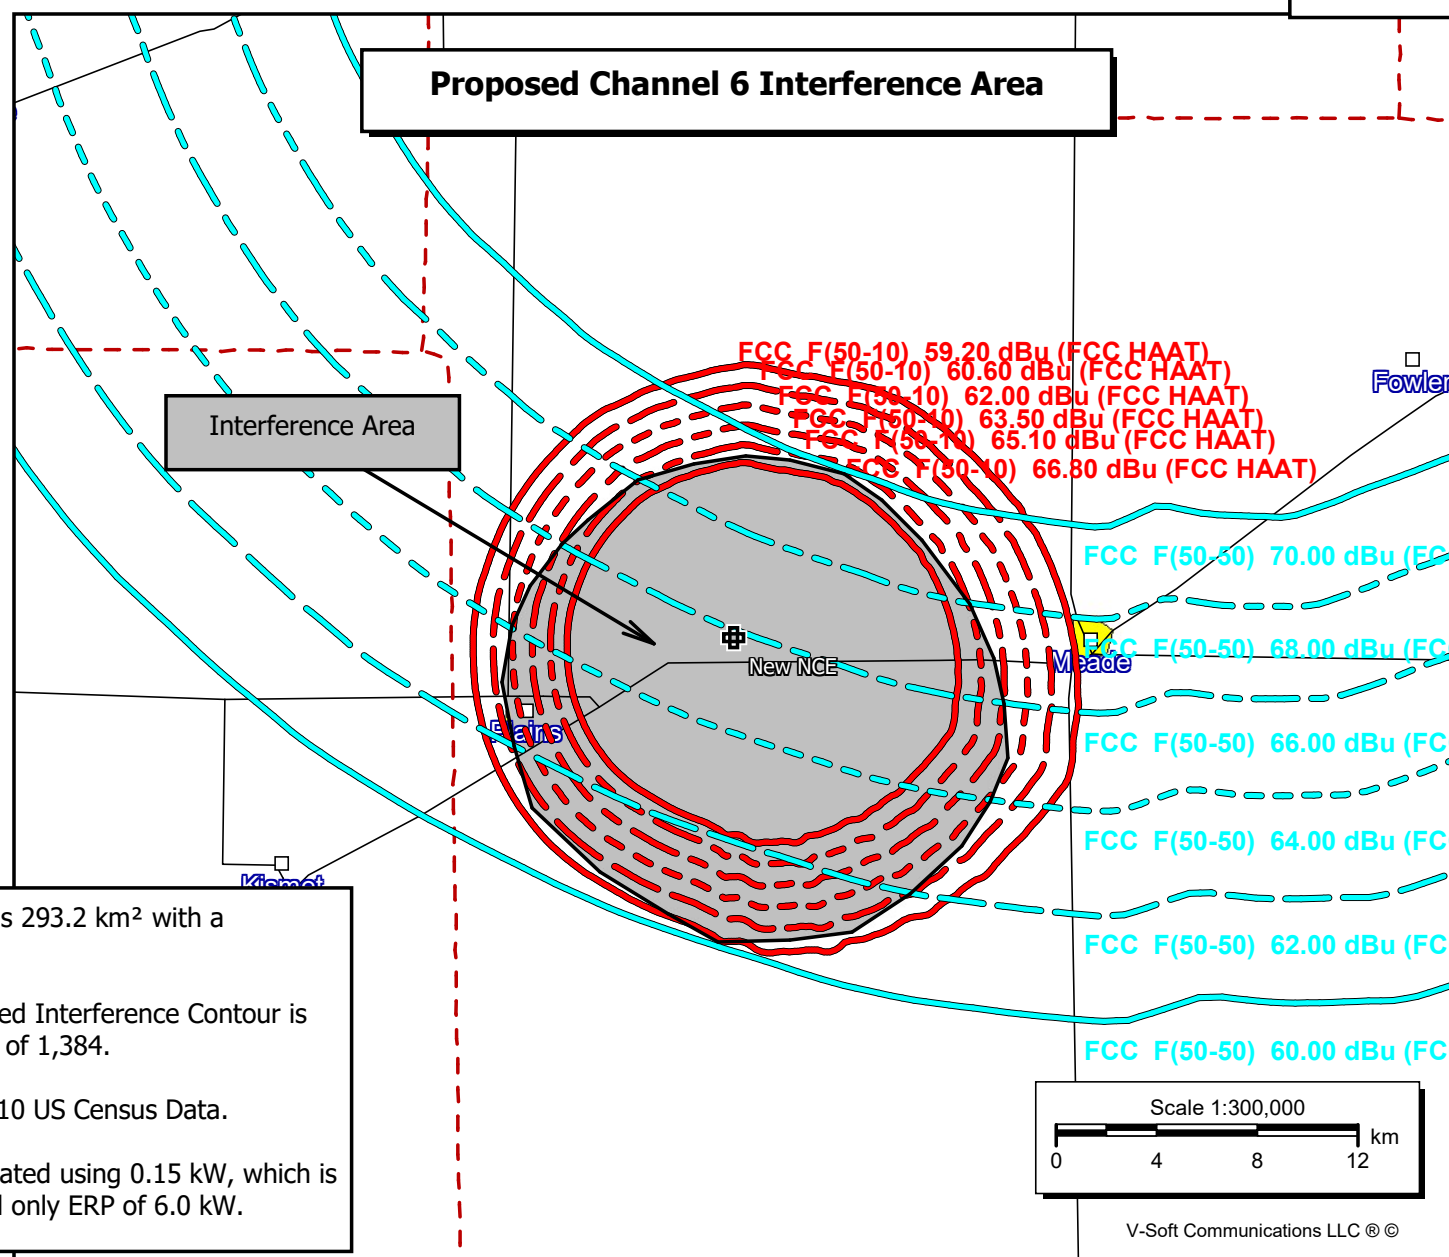 Proposed Channel 6 Interference Area
FCC F(50-10) 59.20 dBu (FCC HAAT)
FCC F(50-10) 60.60 dBu (FCC HAAT)
FCC F(50-10) 62.00 dBu (FCC HAAT)
FCC F(50-10) 63.50 dBu (FCC HAAT)
FCC F(50-10) 65.10 dBu (FCC HAAT)
FCC F(50-10) 66.80 dBu (FCC HAAT)
Fowler
Interference Area
FCC F(50-50) 70.00 dBu (FC
FCC F(50-50) 68.00 dBu (FC
Meade
New NCE
Plains
FCC F(50-50) 66.00 dBu (FC
FCC F(50-50) 64.00 dBu (FC
Kismet
s 293.2 km² with a
FCC F(50-50) 62.00 dBu (FC
ed Interference Contour is
of 1,384.
FCC F(50-50) 60.00 dBu (FC
10 US Census Data.
ated using 0.15 kW, which is
only ERP of 6.0 kW.
Scale 1:300,000
km
0 4 8 12
V-Soft Communications LLC ® ©